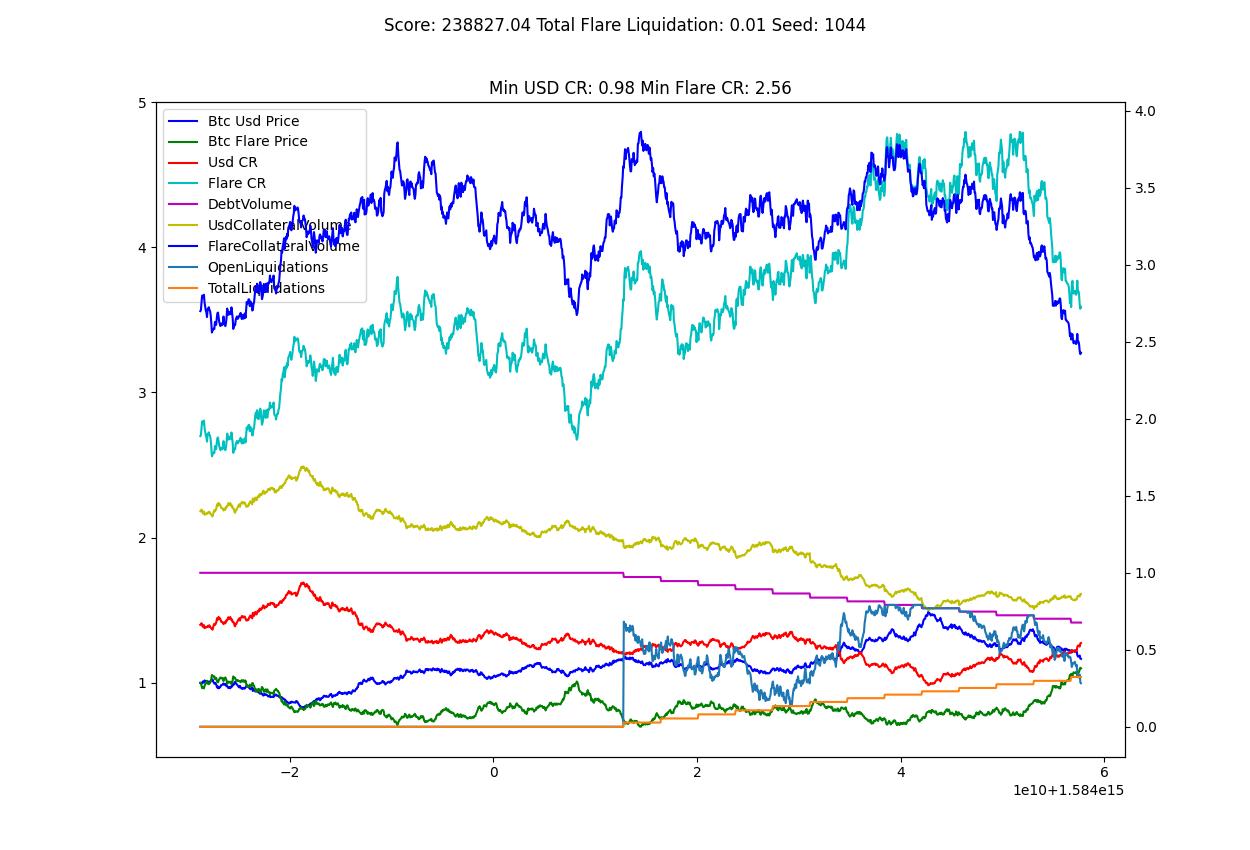 Score: 238827.04 Total Flare Liquidation: 0.01 Seed: 1044
Min USD CR: 0.98 Min Flare CR: 2.56
Btc Usd Price
Btc Flare Price
Usd CR
Flare CR
DebtVolume
UsdCollateralVolume
FlareCollateralVolume
OpenLiquidations
TotalLiquidations
5
4
3
2
1
4.0
3.5
3.0
2.5
2.0
1.5
1.0
0.5
0.0
−2 0 2 4 6
1e10+1.584e15